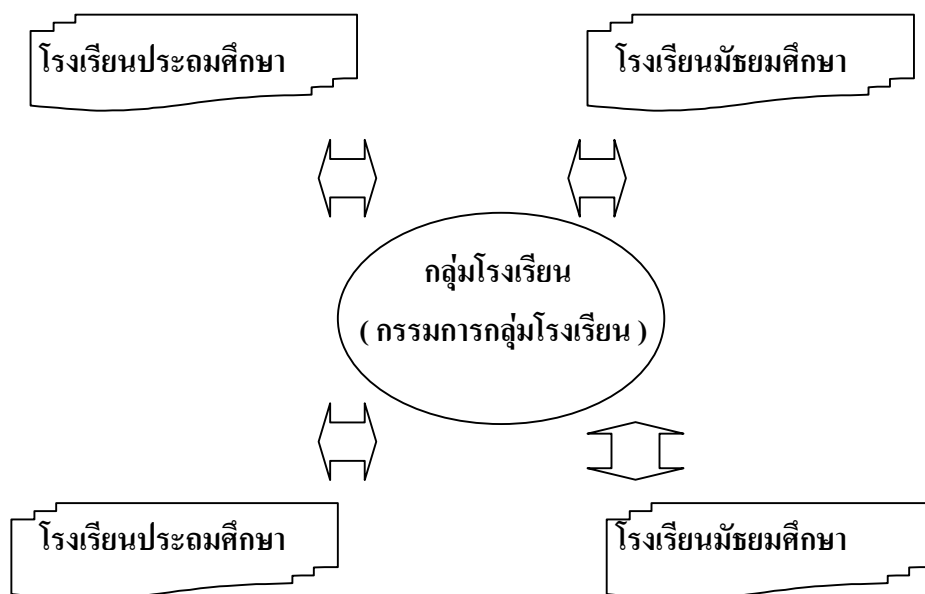 โรงเรียนประถมศึกษา
โรงเรียนมัธยมศึกษา
กลุ่มโรงเรียน
( กรรมการกลุ่มโรงเรียน )
โรงเรียนประถมศึกษา
โรงเรียนมัธยมศึกษา